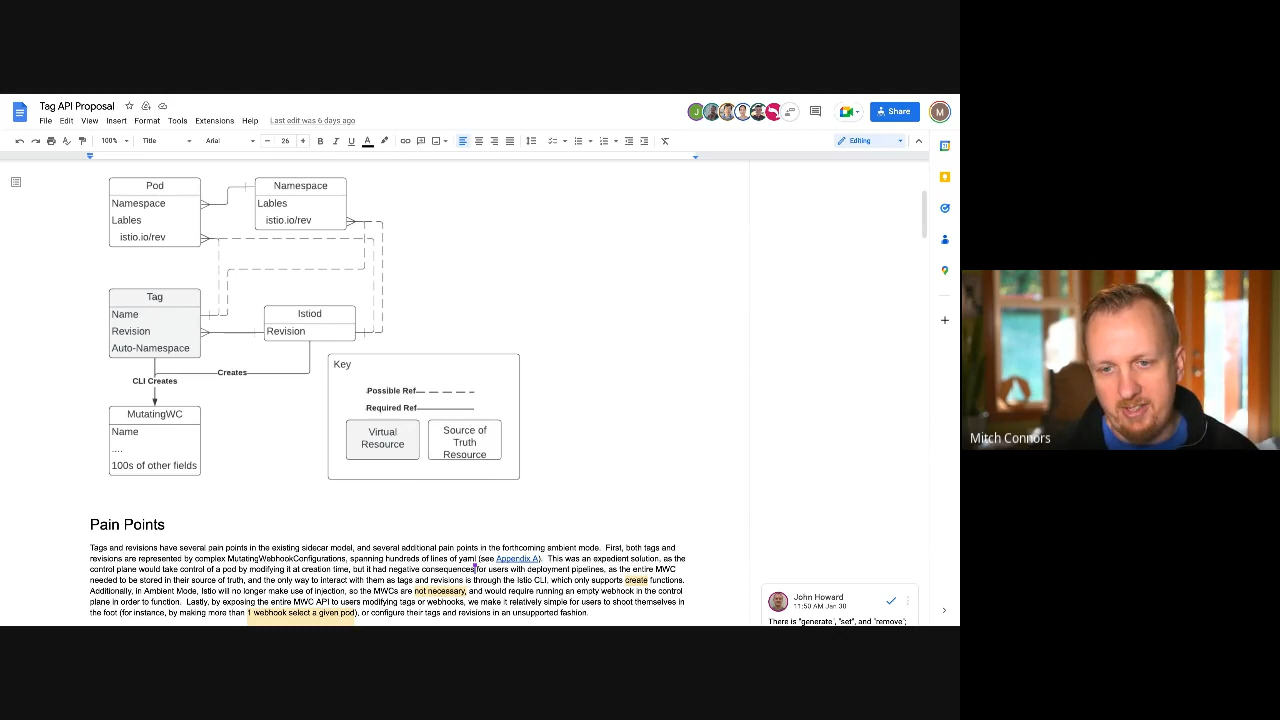 Tag API Proposal
File Edit View Insert For Tools Extensions Help Last edit was 6 days ago
J
Share
M
100% Title Arial 26 Editing
Pod
Namespace
Lables
istio.io/rev
Namespace
Lables
istio.io/rev
Tag
Name
Revision
Auto-Namespace
Istiod
Revision
Creates
CLI Creates
MutatingWC
Name
....
100s of other fields
Key
Possible Ref
Required Ref
Virtual
Resource
Source of
Truth
Resource
Pain Points
Tags and revisions have several pain points in the existing sidecar model, and several additional pain points in the forthcoming ambient mode. First, both tags and
revisions are represented by complex MutatingWebhookConfigurations, spanning hundreds of lines of yaml (see Appendix A). This was an expedient solution, as the
control plane would take control of a pod by modifying it at creation time, but it had negative consequences for users with deployment pipelines, as the entire MWC
needed to be stored in their source of truth, and the only way to interact with them as tags and revisions is through the Istio CLI, which only supports create functions.
Additionally, in Ambient Mode, Istio will no longer make use of injection, so the MWCs are not necessary, and would require running an empty webhook in the control
plane in order to function. Lastly, by exposing the entire MWC API to users modifying tags or webhooks, we make it relatively simple for users to shoot themselves in
the foot (for instance, by making more than 1 webhook select a given pod), or configure their tags and revisions in an unsupported fashion.
John Howard
11:50 AM Jan 30
There is "generate", "set", and "remove";
Mitch Connors